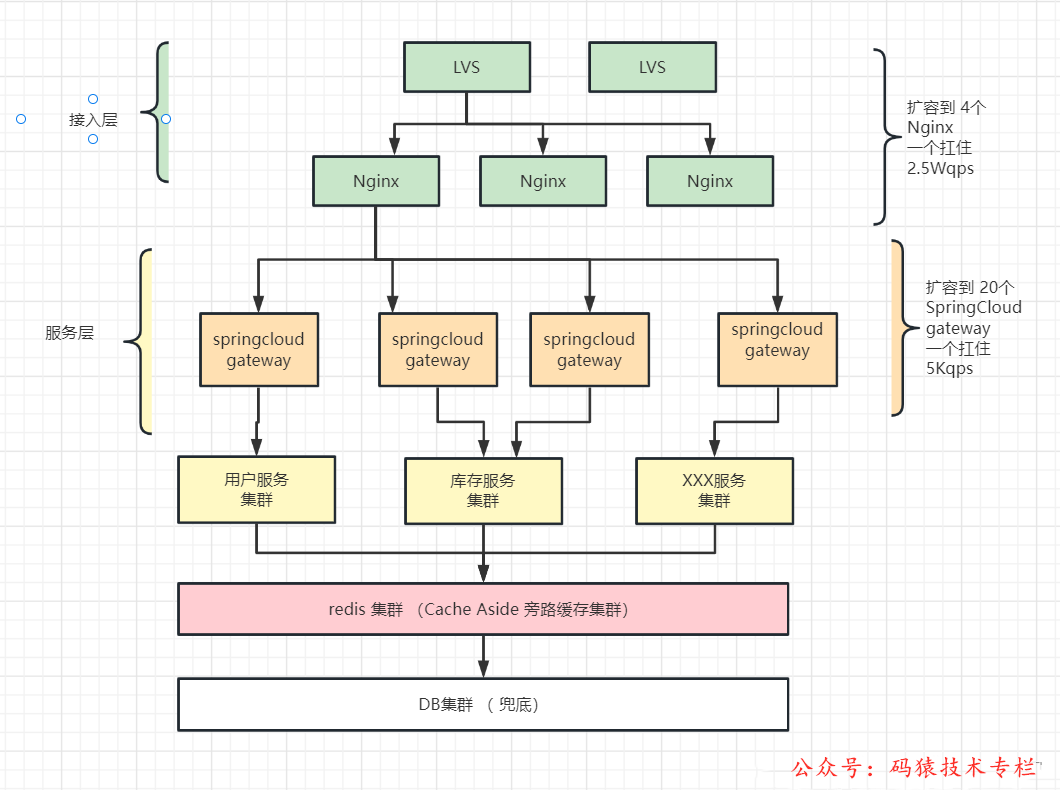 LVS
LVS
接入层
扩容到 4个
Nginx
一个扛住
2.5Wqps
Nginx
Nginx
Nginx
服务层
扩容到 20个
SpringCloud
gateway
一个扛住
5Kqps
springcloud
gateway
springcloud
gateway
springcloud
gateway
springcloud
gateway
用户服务
集群
库存服务
集群
XXX服务
集群
redis 集群 （Cache Aside 旁路缓存集群）
DB集群 （ 兜底）
公众号：码猿技术专栏